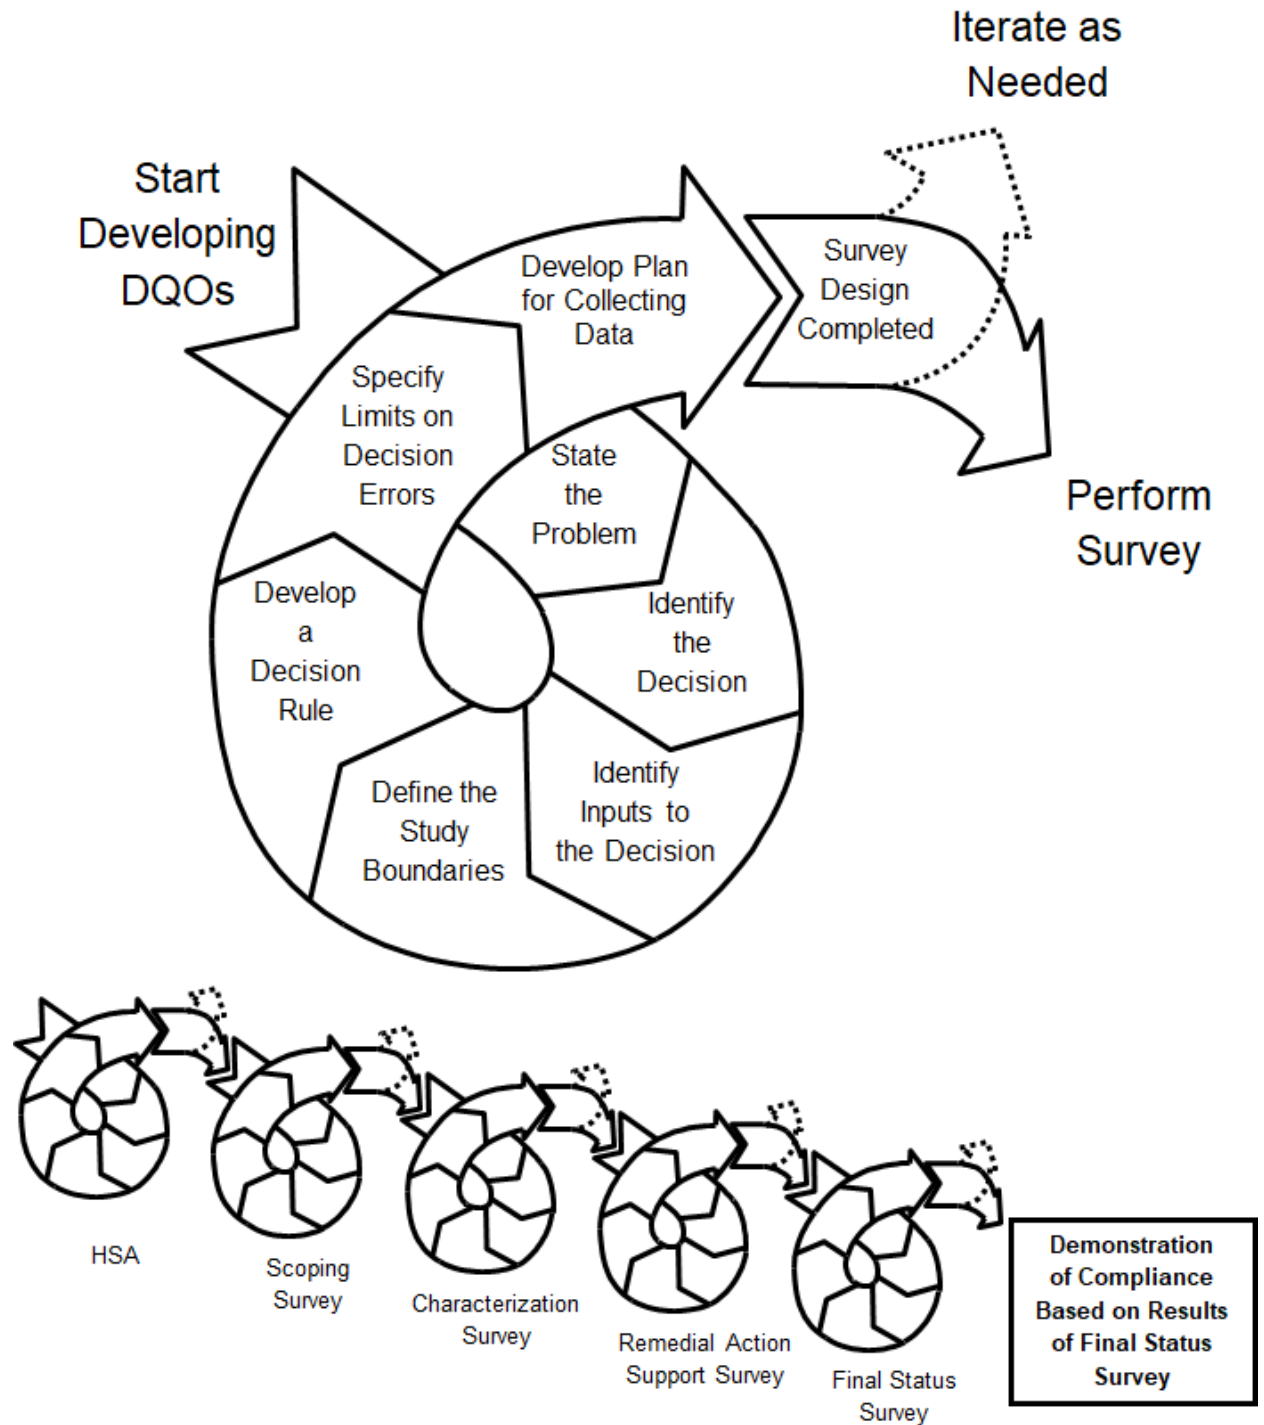 Iterate as
Needed
Start
Developing
DQOs
Develop Plan
for Collecting
Data
Survey
Design
Completed
Specify
Limits on
Decision
Errors
State
the
Problem
Perform
Survey
Develop
a
Decision
Rule
Identify
the
Decision
Define the
Study
Boundaries
Identify
Inputs to
the Decision
HSA
Scoping
Survey
Characterization
Survey
Remedial Action
Support Survey
Final Status
Survey
Demonstration
of Compliance
Based on Results
of Final Status
Survey